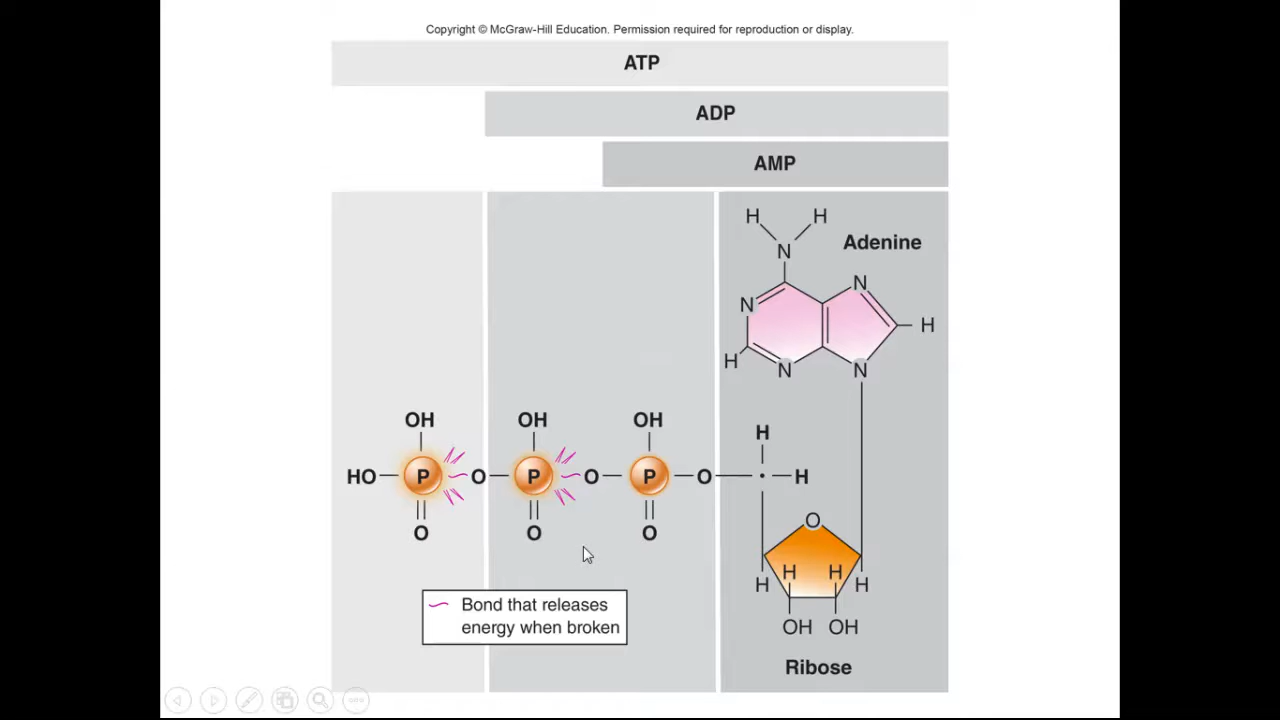 Copyright © McGraw-Hill Education. Permission required for reproduction or display.
ATP
ADP
AMP
H H
N
Adenine
N N
H
H
N N
OH OH OH
H
HO P O P O P O H
O O O
O
H H H H
OH OH
Bond that releases
energy when broken
Ribose